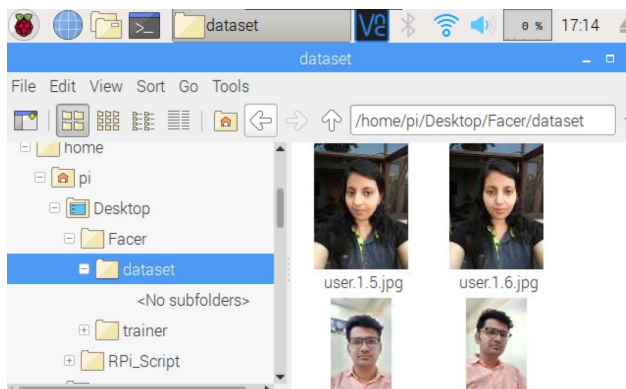 dataset
0 %
17:14
dataset
File Edit View Sort Go Tools
/home/pi/Desktop/Facer/dataset
home
pi
Desktop
Facer
dataset
<No subfolders>
trainer
RPi_Script
user.1.5.jpg
user.1.6.jpg